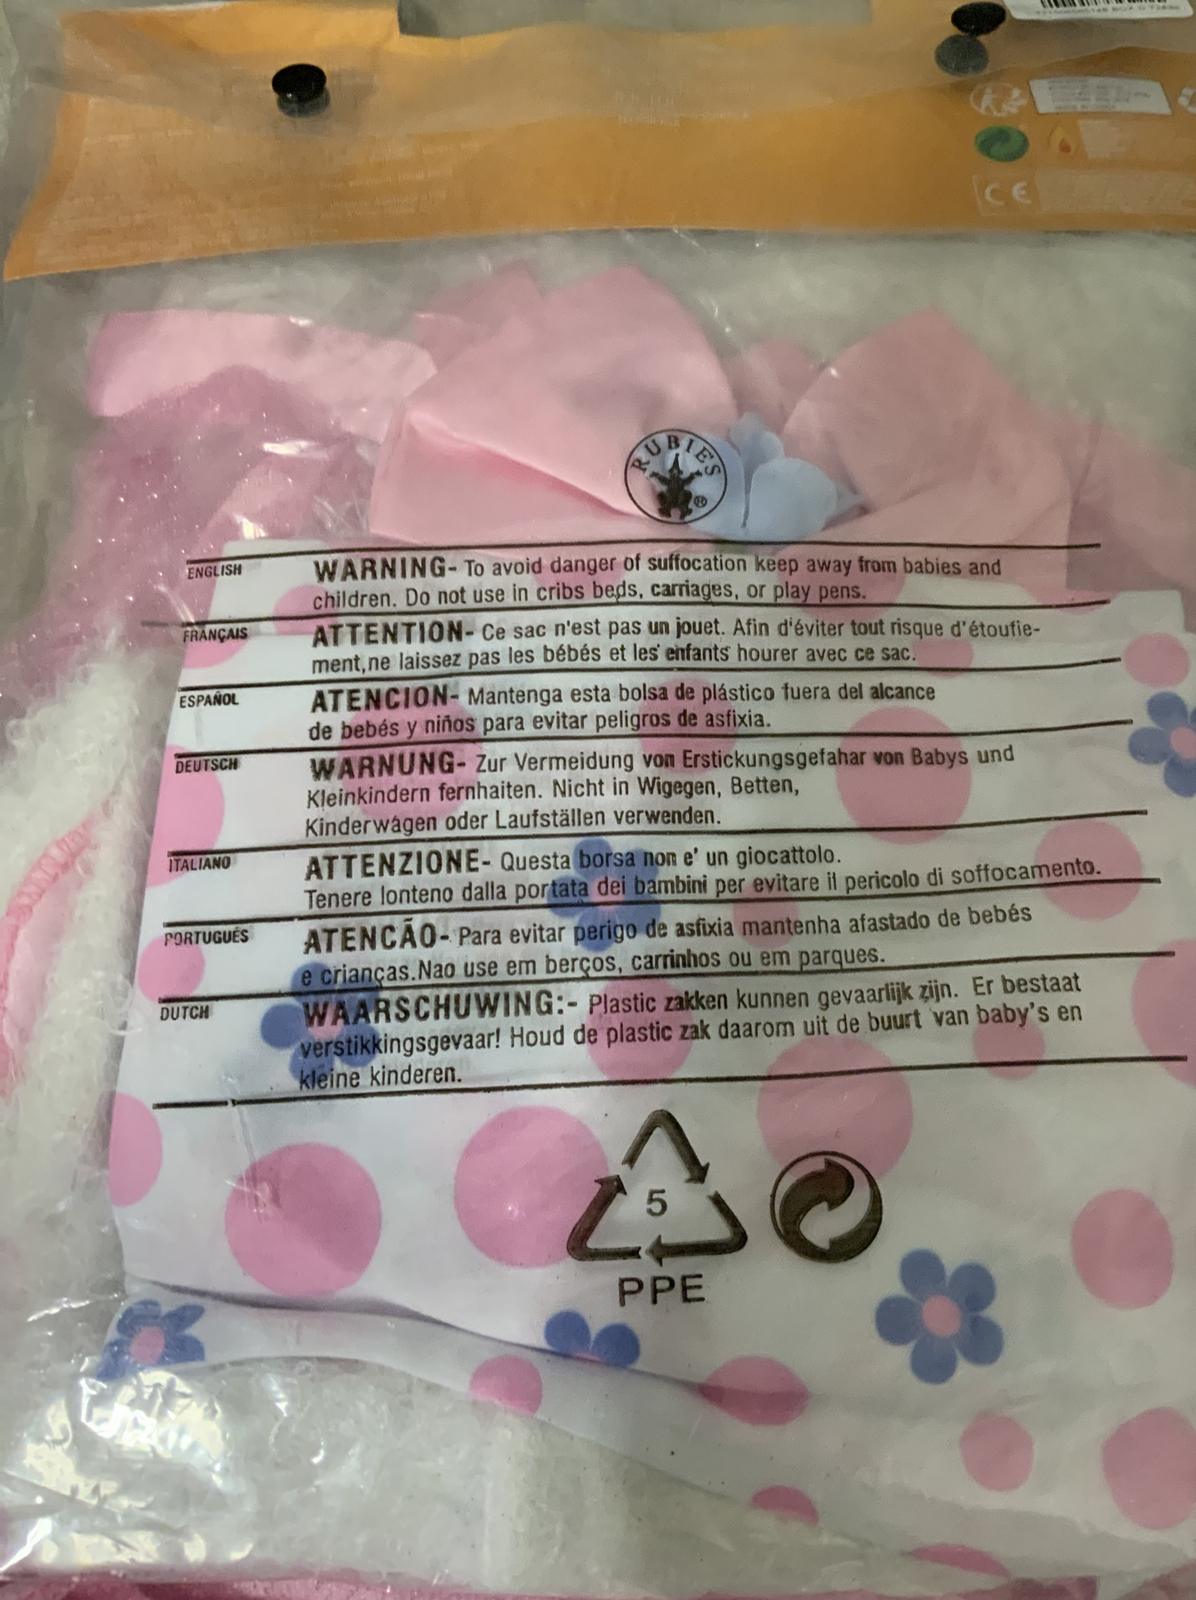 CE
RUBIES ®
ENGLISH WARNING- To avoid danger of suffocation keep away from babies and
children. Do not use in cribs beds, carriages, or play pens.
FRANÇAIS ATTENTION- Ce sac n'est pas un jouet. Afin d'éviter tout risque d'étoufie-
ment,ne laissez pas les bébés et les enfants hourer avec ce sac.
ESPAÑOL ATENCION- Mantenga esta bolsa de plástico fuera del alcance
de bebés y niños para evitar peligros de asfixia.
DEUTSCH WARNUNG- Zur Vermeidung von Erstickungsgefahar von Babys und
Kleinkindern fernhaiten. Nicht in Wigegen, Betten,
Kinderwágen oder Laufställen verwenden.
ITALIANO ATTENZIONE- Questa borsa non e' un giocattolo.
Tenere lonteno dalla portata dei bambini per evitare il pericolo di soffocamento.
PORTUGUÉS ATENCÃO- Para evitar perigo de asfixia mantenha afastado de bebés
e crianças.Nao use em berços, carrinhos ou em parques.
DUTCH WAARSCHUWING:- Plastic zakken kunnen gevaarlijk zijn. Er bestaat
verstikkingsgevaar! Houd de plastic zak daarom uit de buurt van baby's en
kleine kinderen.
5
PPE